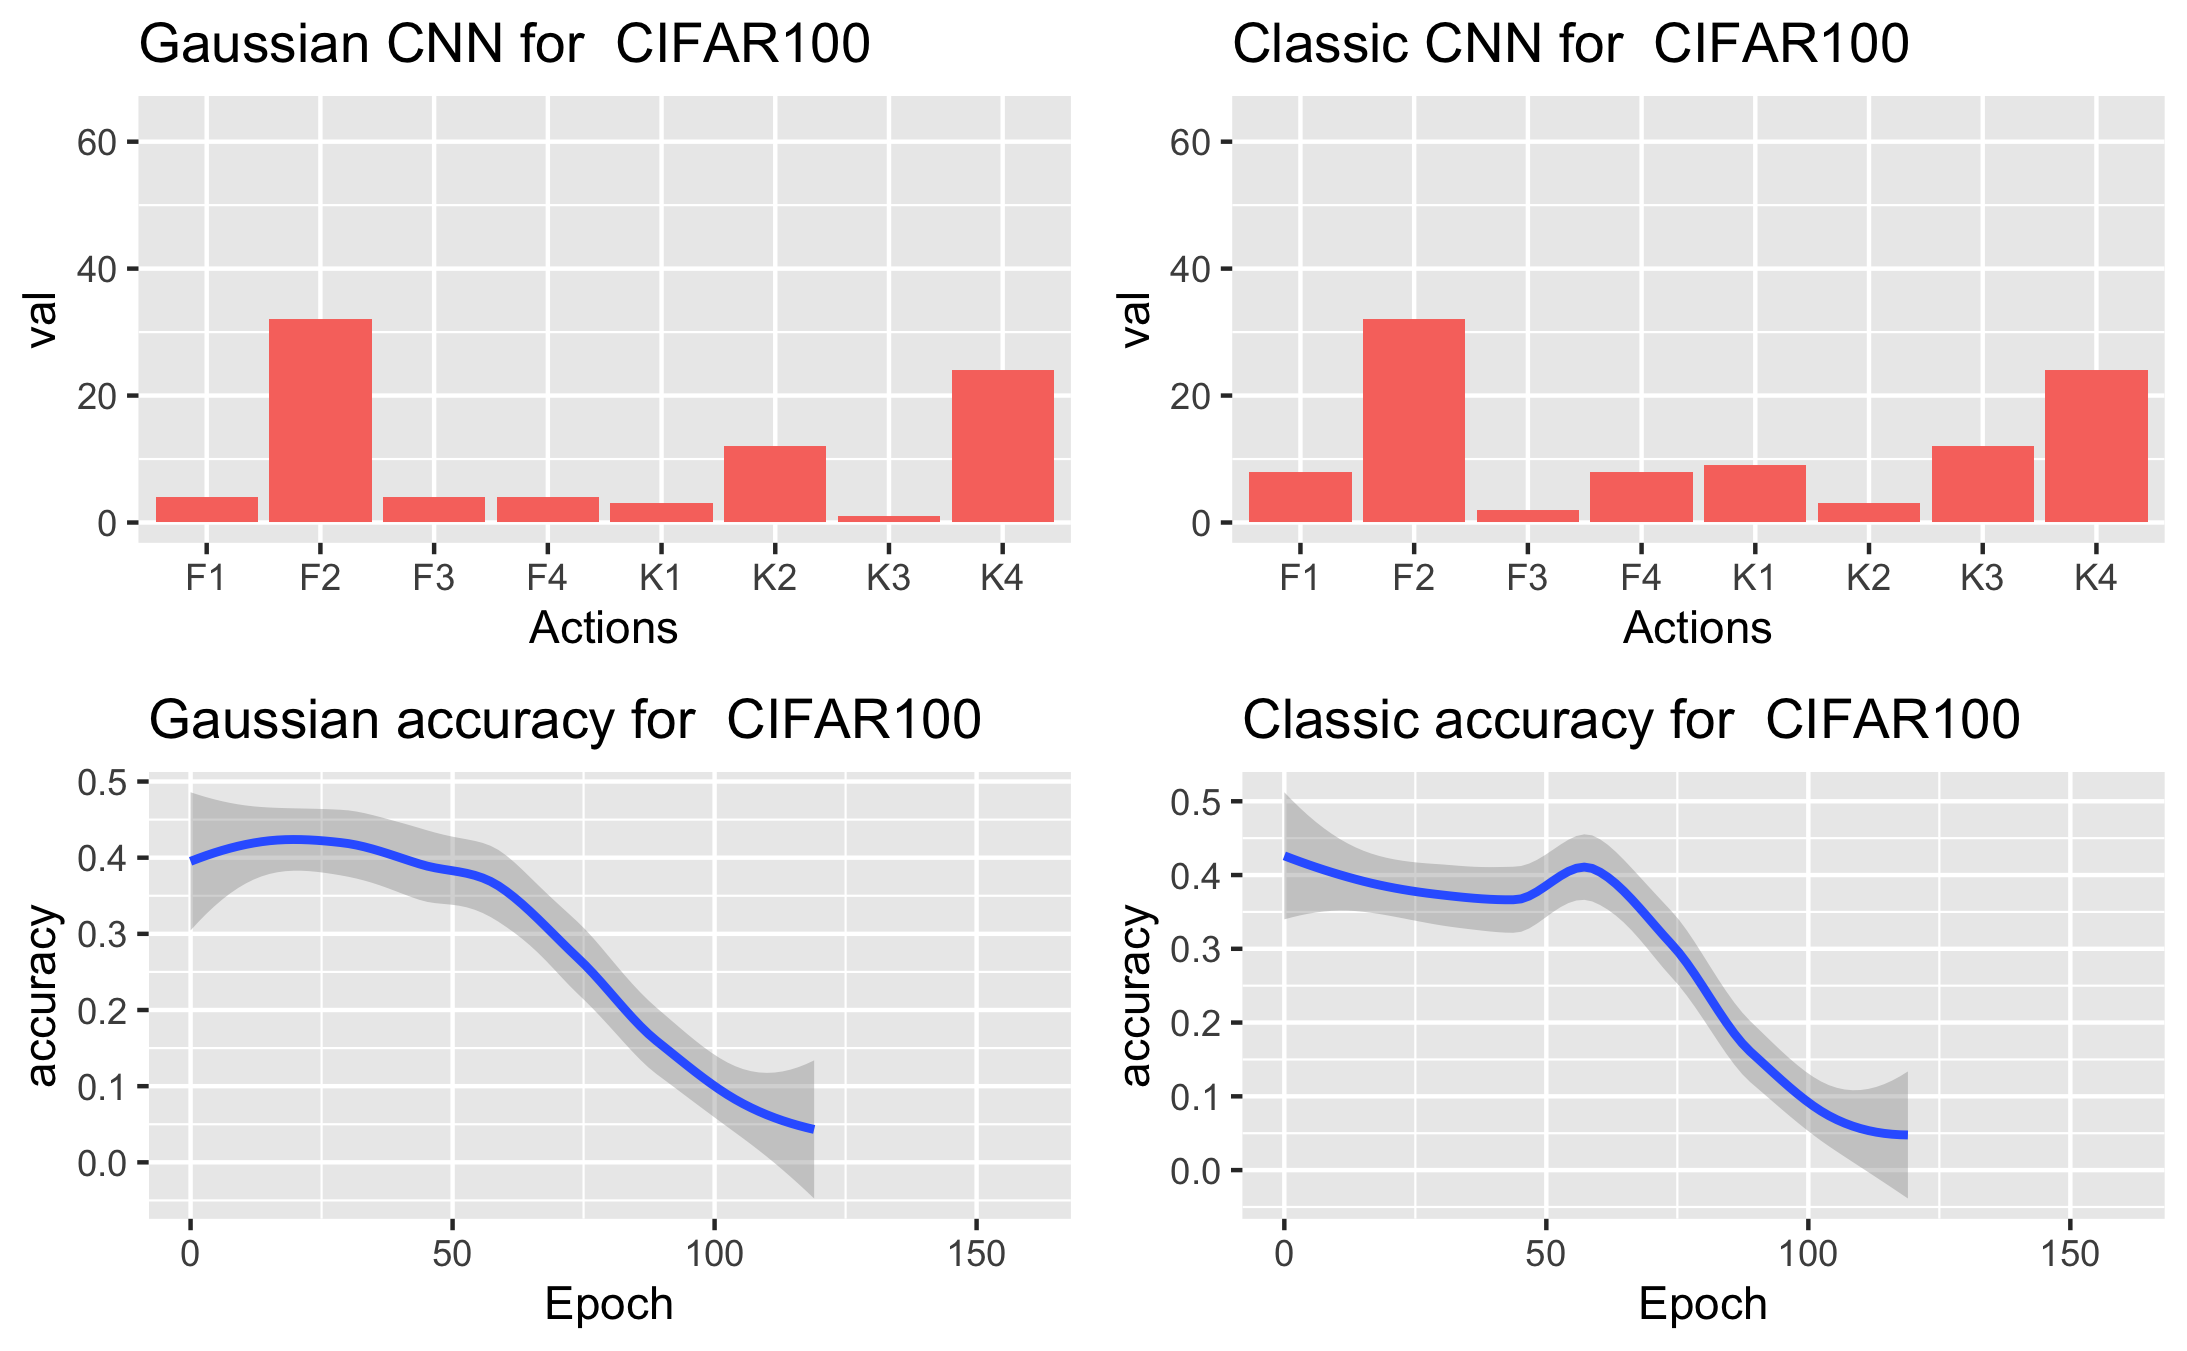 Gaussian CNN for  CIFAR100
60
40
20
0
val
F1 F2 F3 F4 K1 K2 K3 K4
Actions
Classic CNN for  CIFAR100
60
40
20
0
val
F1 F2 F3 F4 K1 K2 K3 K4
Actions
Gaussian accuracy for  CIFAR100
0.5
0.4
0.3
0.2
0.1
0.0
accuracy
0 50 100 150
Epoch
Classic accuracy for  CIFAR100
0.5
0.4
0.3
0.2
0.1
0.0
accuracy
0 50 100 150
Epoch